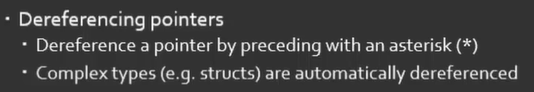 • Dereferencing pointers
• Dereference a pointer by preceding with an asterisk (*)
• Complex types (e.g. structs) are automatically dereferenced